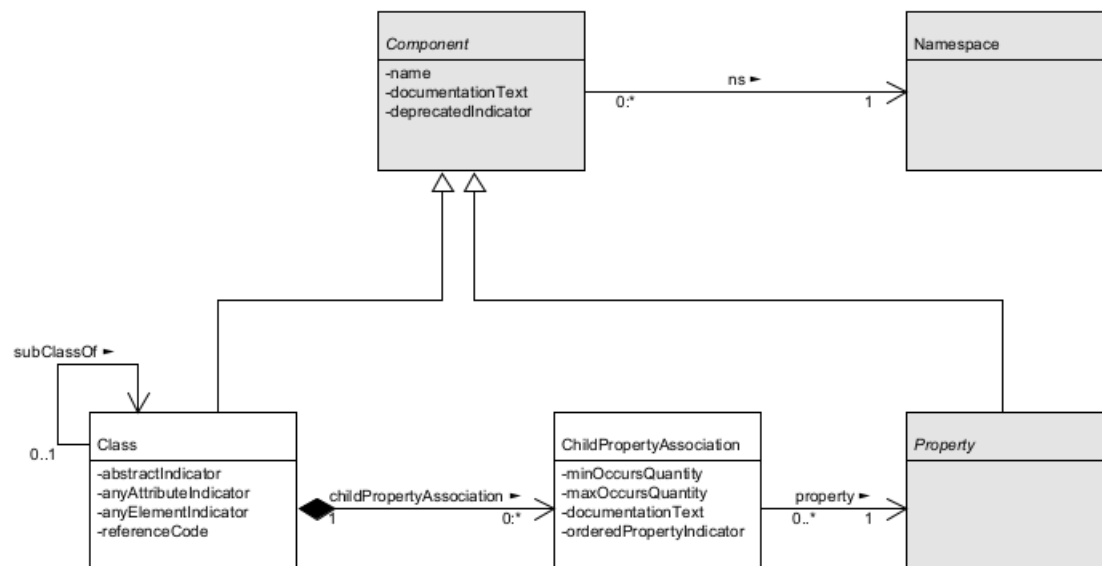 Component
-name
-documentationText
-deprecatedIndicator
ns ►
0:*
1
Namespace
subClassOf ►
0..1
Class
-abstractIndicator
-anyAttributeIndicator
-anyElementIndicator
-referenceCode
childPropertyAssociation ►
1
0:*
ChildPropertyAssociation
-minOccursQuantity
-maxOccursQuantity
-documentationText
-orderedPropertyIndicator
property ►
0..*
1
Property